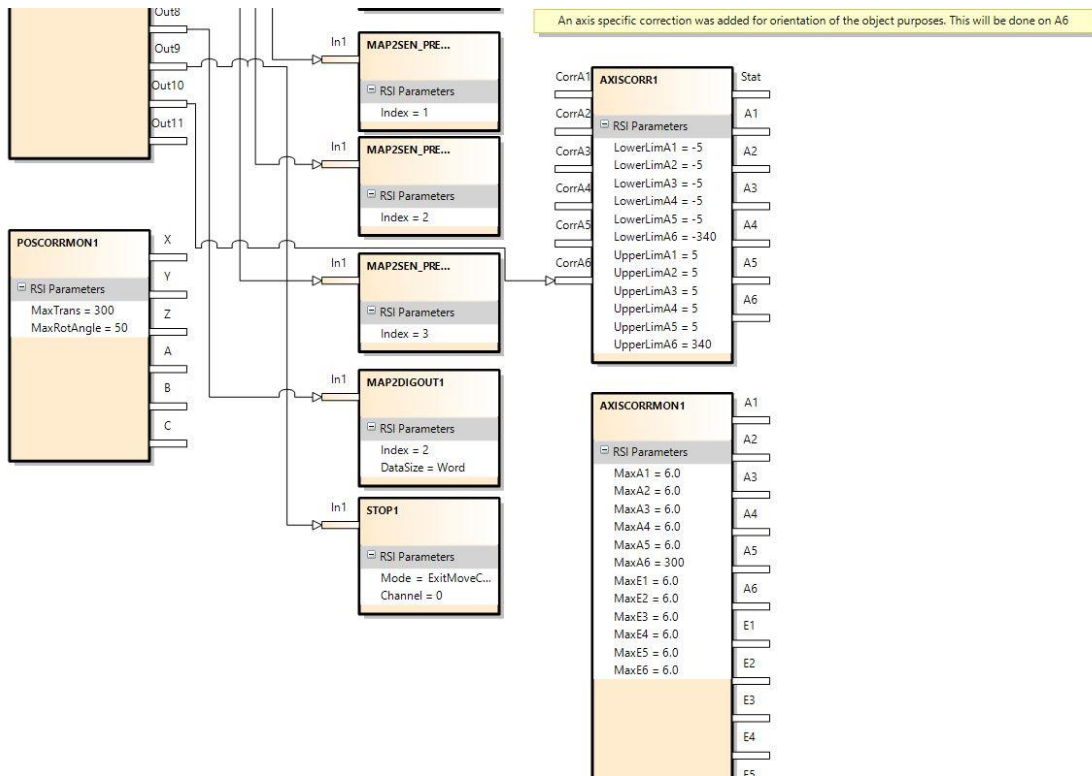 Out8
Out9
Out10
Out11
POSCORRMON1
RSI Parameters
MaxTrans = 300
MaxRotAngle = 50
X
Y
Z
A
B
C
In1
MAP2SEN_PRE...
RSI Parameters
Index = 1
In1
MAP2SEN_PRE...
RSI Parameters
Index = 2
In1
MAP2SEN_PRE...
RSI Parameters
Index = 3
In1
MAP2DIGOUT1
RSI Parameters
Index = 2
DataSize = Word
In1
STOP1
RSI Parameters
Mode = ExitMoveC...
Channel = 0
An axis specific correction was added for orientation of the object purposes. This will be done on A6
CorrA1
CorrA2
CorrA3
CorrA4
CorrA5
CorrA6
AXISCORR1
RSI Parameters
LowerLimA1 = -5
LowerLimA2 = -5
LowerLimA3 = -5
LowerLimA4 = -5
LowerLimA5 = -5
LowerLimA6 = -340
UpperLimA1 = 5
UpperLimA2 = 5
UpperLimA3 = 5
UpperLimA4 = 5
UpperLimA5 = 5
UpperLimA6 = 340
Stat
A1
A2
A3
A4
A5
A6
AXISCORRMON1
RSI Parameters
MaxA1 = 6.0
MaxA2 = 6.0
MaxA3 = 6.0
MaxA4 = 6.0
MaxA5 = 6.0
MaxA6 = 300
MaxE1 = 6.0
MaxE2 = 6.0
MaxE3 = 6.0
MaxE4 = 6.0
MaxE5 = 6.0
MaxE6 = 6.0
A1
A2
A3
A4
A5
A6
E1
E2
E3
E4
E5